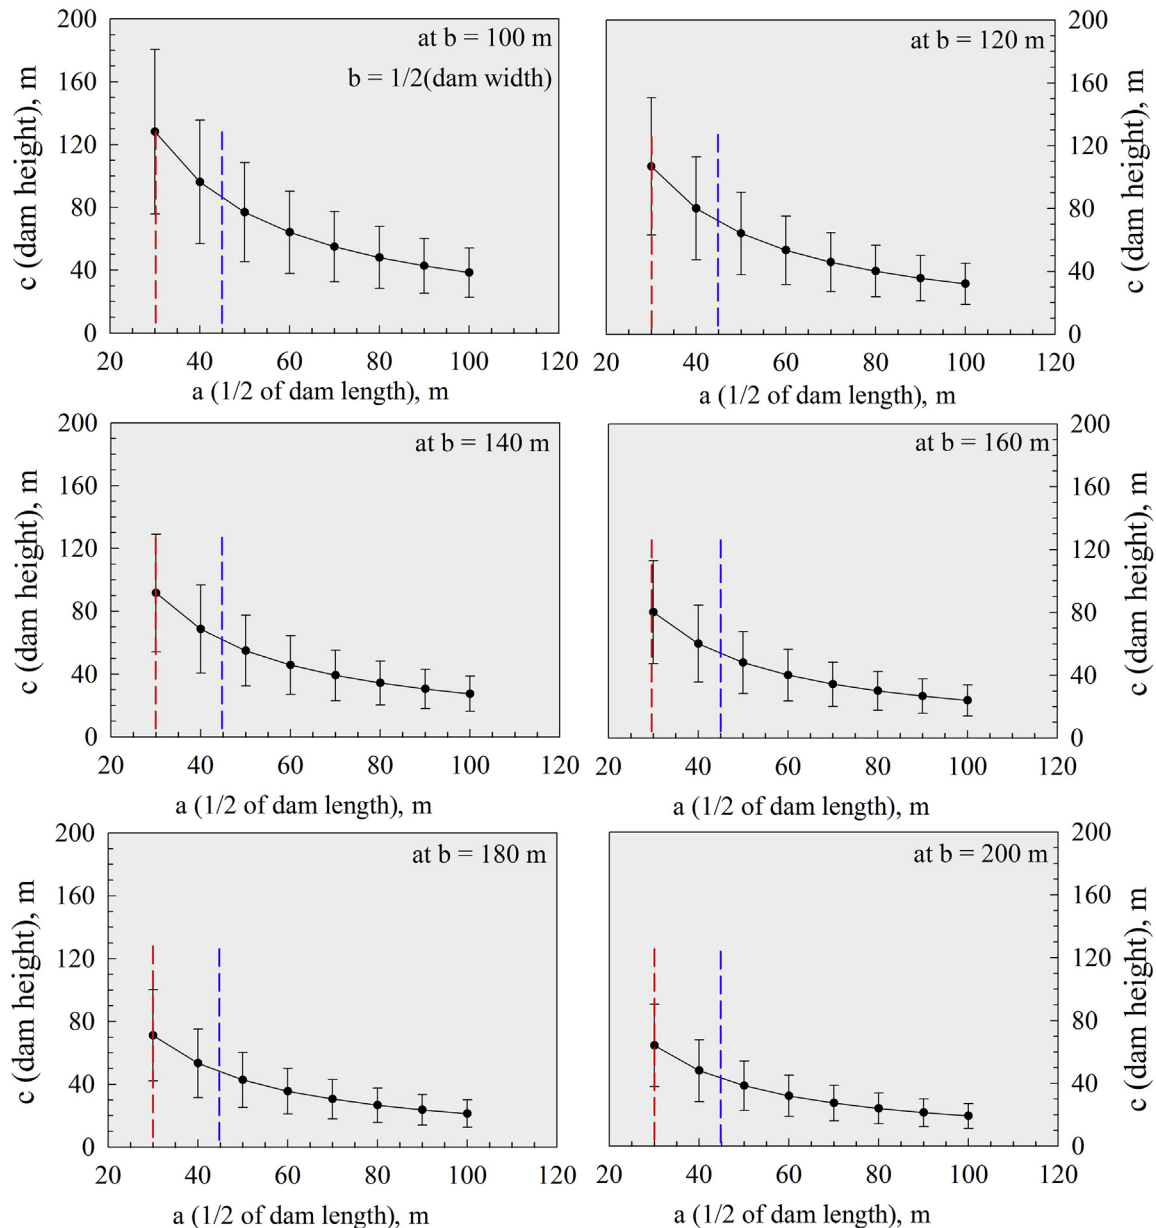 200
160
120
80
40
0
c (dam height), m
at b = 100 m
b = 1/2(dam width)
20 40 60 80 100 120
a (1/2 of dam length), m
at b = 120 m
200
160
120
80
40
0
c (dam height), m
20 40 60 80 100 120
a (1/2 of dam length), m
200
160
120
80
40
0
c (dam height), m
at b = 140 m
20 40 60 80 100 120
a (1/2 of dam length), m
at b = 160 m
200
160
120
80
40
0
c (dam height), m
20 40 60 80 100 120
a (1/2 of dam length), m
200
160
120
80
40
0
c (dam height), m
at b = 180 m
20 40 60 80 100 120
a (1/2 of dam length), m
at b = 200 m
200
160
120
80
40
0
c (dam height), m
20 40 60 80 100 120
a (1/2 of dam length), m